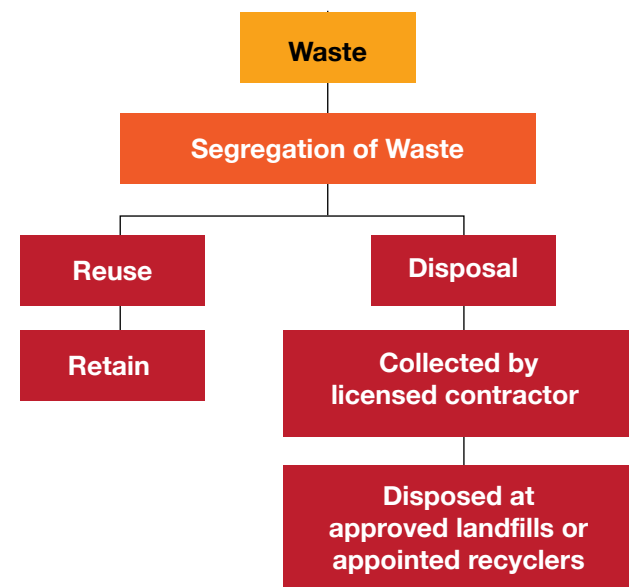 Waste
Segregation of Waste
Reuse
Disposal
Retain
Collected by
licensed contractor
Disposed at
approved landfills or
appointed recyclers